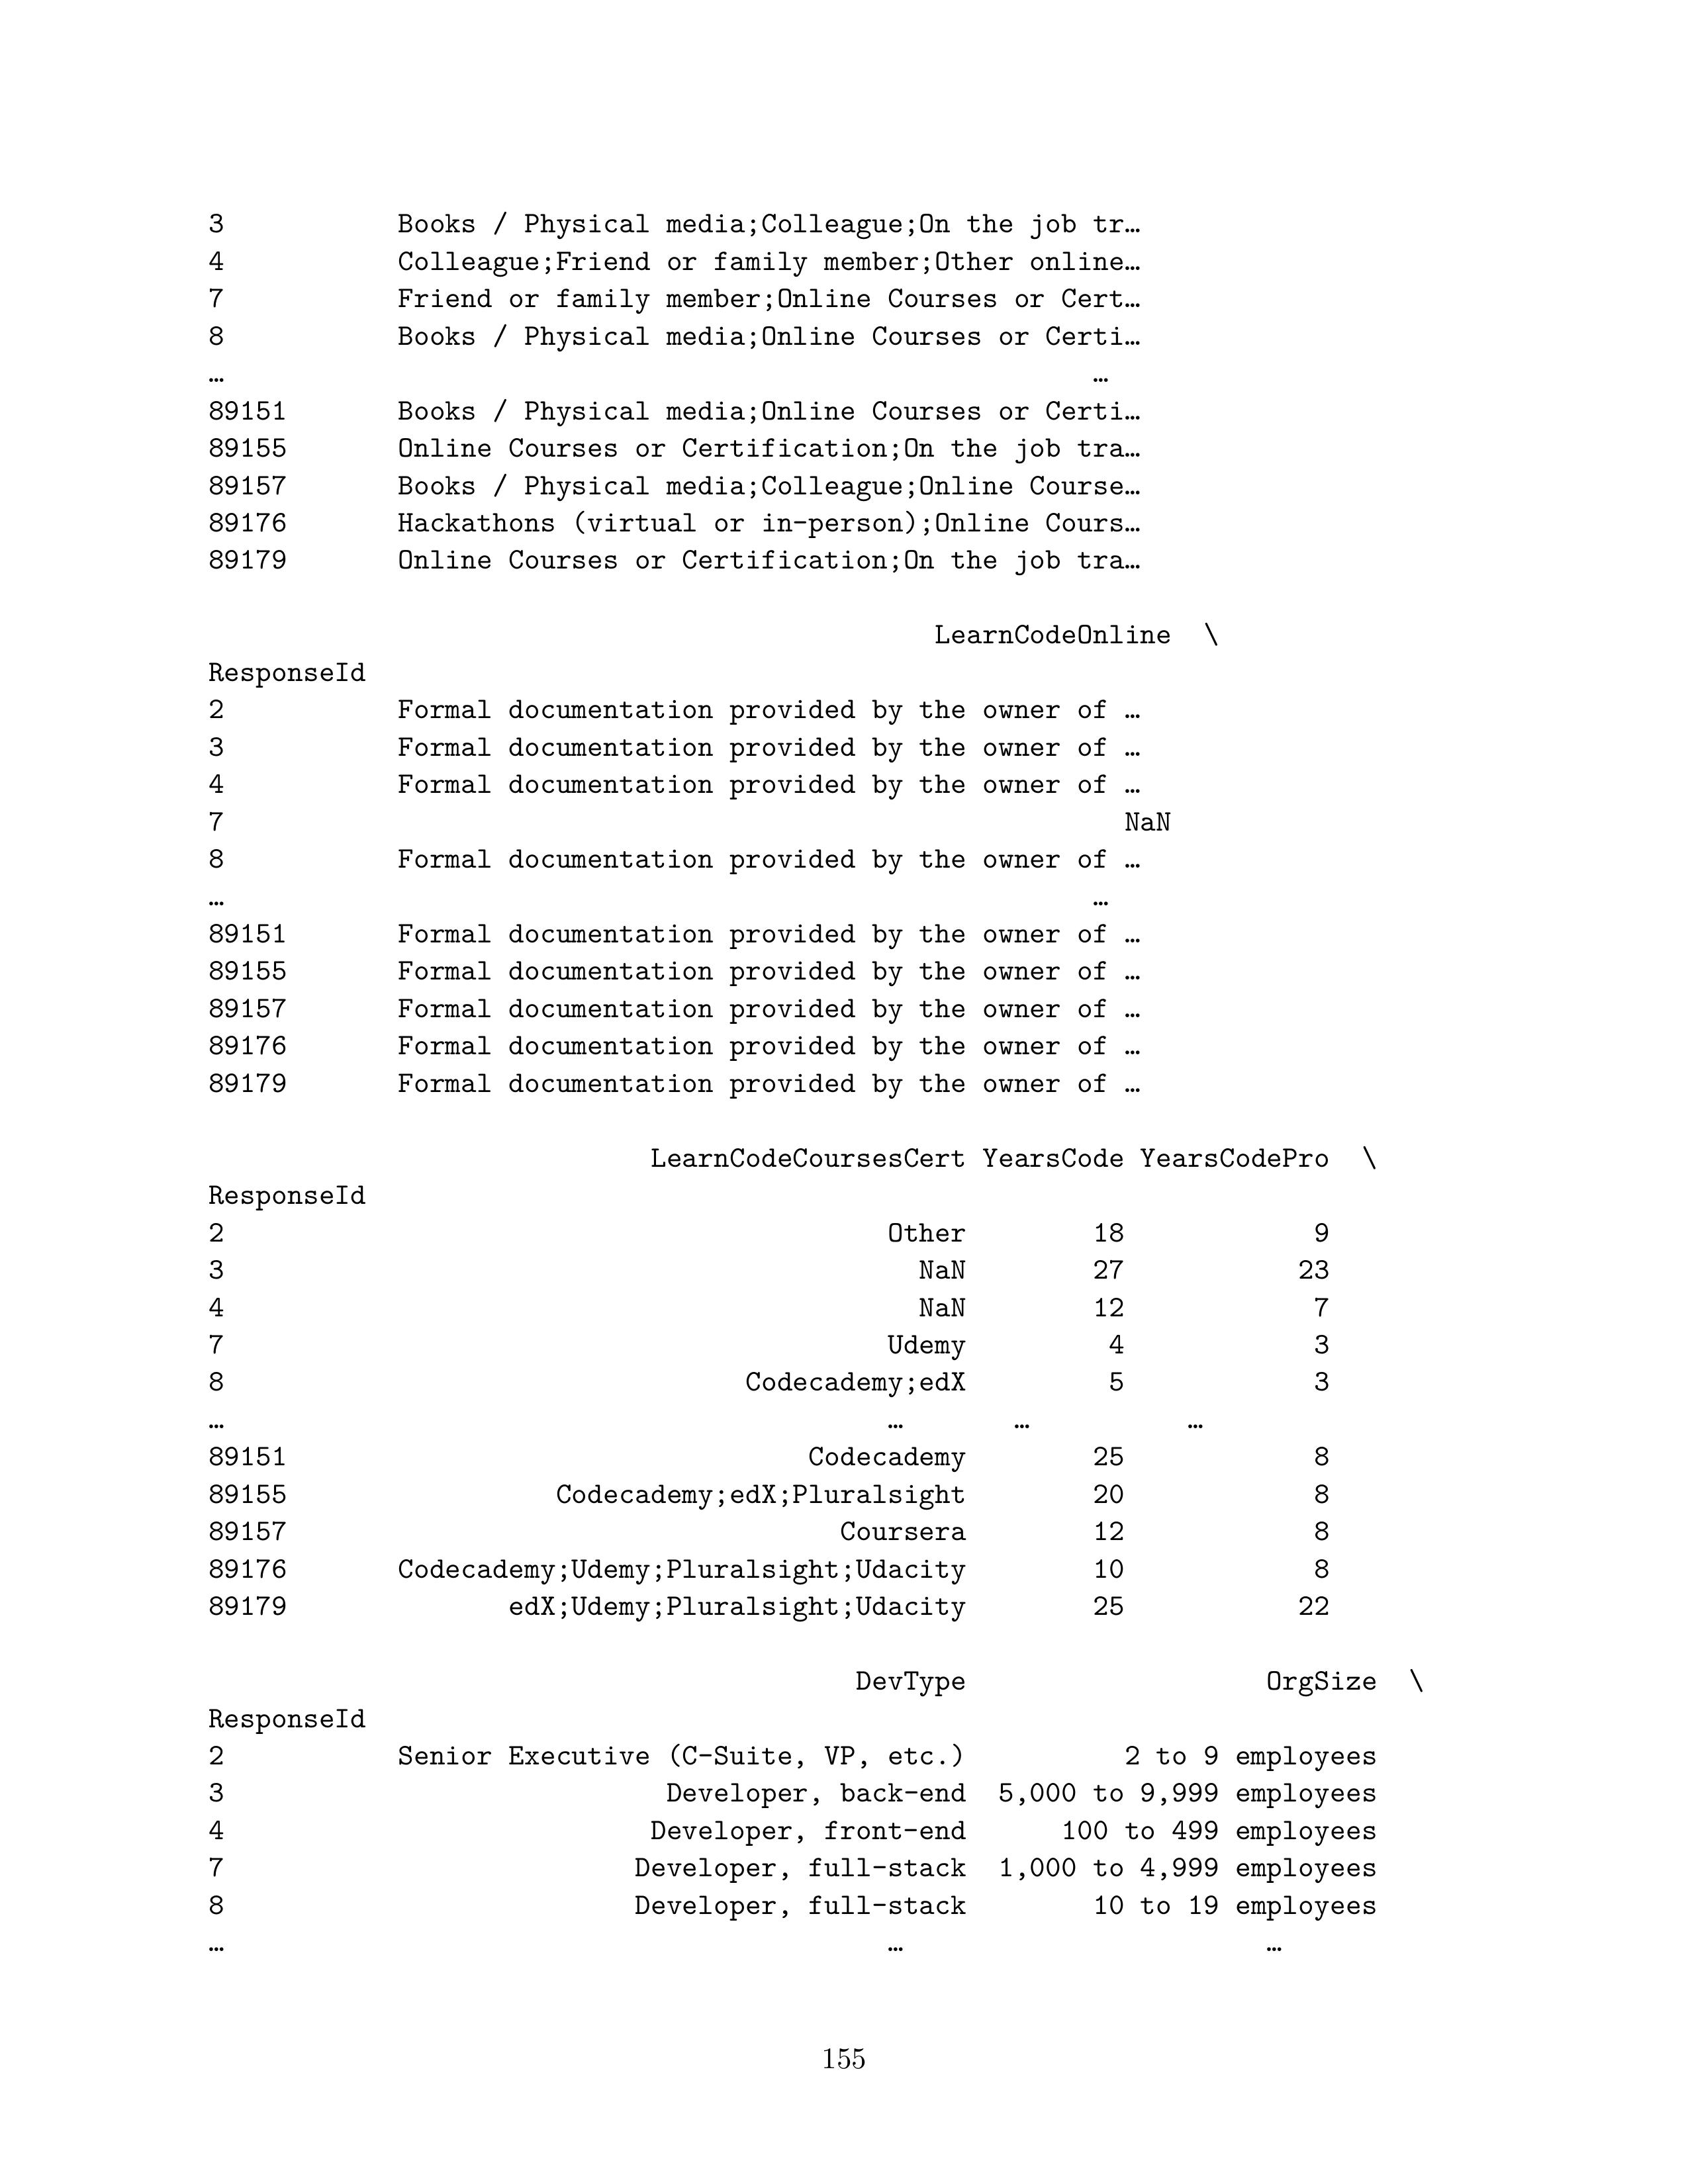 3 Books / Physical media;Colleague;On the job tr…
4 Colleague;Friend or family member;Other online…
7 Friend or family member;Online Courses or Cert…
8 Books / Physical media;Online Courses or Certi…
… …
89151 Books / Physical media;Online Courses or Certi…
89155 Online Courses or Certification;On the job tra…
89157 Books / Physical media;Colleague;Online Course…
89176 Hackathons (virtual or in-person);Online Cours…
89179 Online Courses or Certification;On the job tra…
LearnCodeOnline \
ResponseId
2 Formal documentation provided by the owner of …
3 Formal documentation provided by the owner of …
4 Formal documentation provided by the owner of …
7 NaN
8 Formal documentation provided by the owner of …
… …
89151 Formal documentation provided by the owner of …
89155 Formal documentation provided by the owner of …
89157 Formal documentation provided by the owner of …
89176 Formal documentation provided by the owner of …
89179 Formal documentation provided by the owner of …
LearnCodeCoursesCert YearsCode YearsCodePro \
ResponseId
2 Other 18 9
3 NaN 27 23
4 NaN 12 7
7 Udemy 4 3
8 Codecademy;edX 5 3
… … … …
89151 Codecademy 25 8
89155 Codecademy;edX;Pluralsight 20 8
89157 Coursera 12 8
89176 Codecademy;Udemy;Pluralsight;Udacity 10 8
89179 edX;Udemy;Pluralsight;Udacity 25 22
DevType OrgSize \
ResponseId
2 Senior Executive (C-Suite, VP, etc.) 2 to 9 employees
3 Developer, back-end 5,000 to 9,999 employees
4 Developer, front-end 100 to 499 employees
7 Developer, full-stack 1,000 to 4,999 employees
8 Developer, full-stack 10 to 19 employees
… … …
155